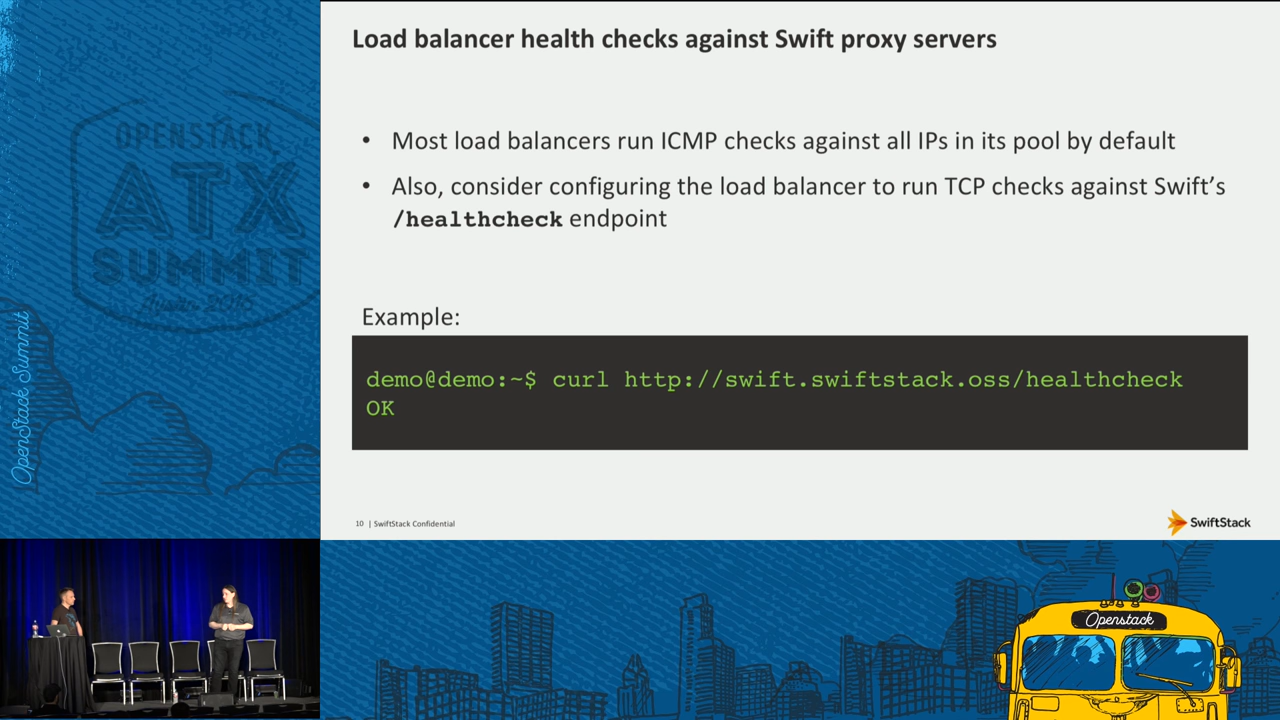 Load balancer health checks against Swift proxy servers
• Most load balancers run ICMP checks against all IPs in its pool by default
• Also, consider configuring the load balancer to run TCP checks against Swift's
/healthcheck endpoint
Example:
demo@demo:~$ curl http://swift.swiftstack.oss/healthcheck
OK
10 | SwiftStack Confidential
SwiftStack
OPENSTACK
ATX
SUMMIT
Austin 2016
OpenStack Summit
Openstack